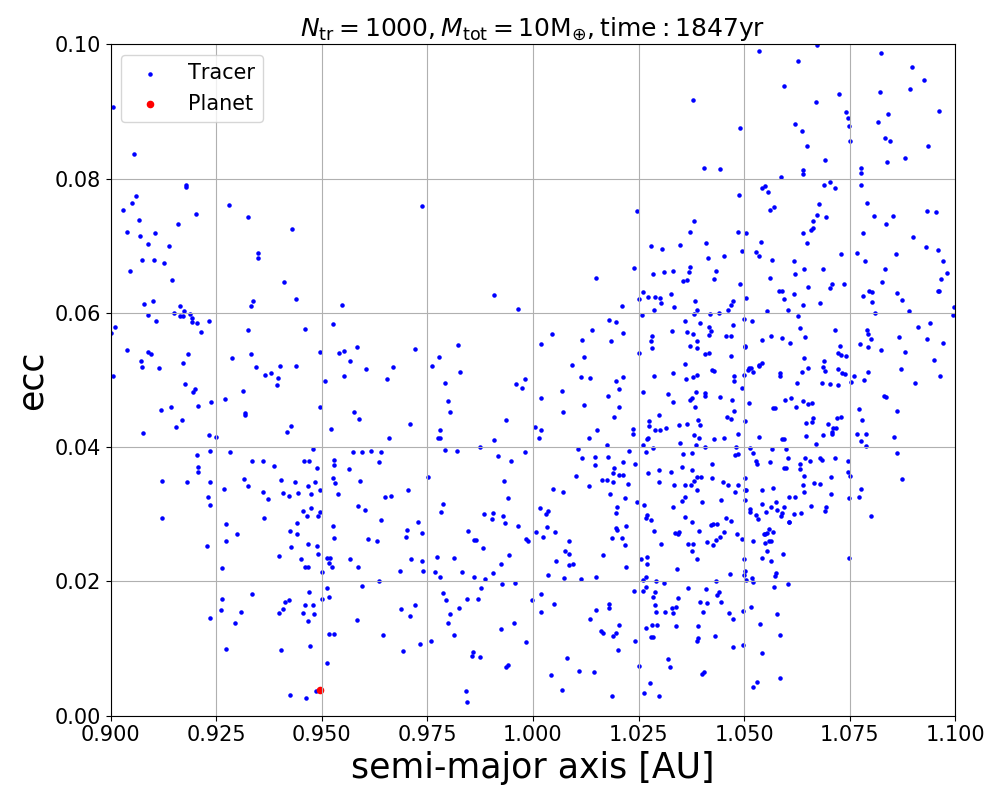 N_tr = 1000, M_tot = 10M_⊕, time : 1847yr
Tracer
Planet
0.10
0.08
0.06
0.04
0.02
0.00
ecc
0.900 0.925 0.950 0.975 1.000 1.025 1.050 1.075 1.100
semi-major axis [AU]